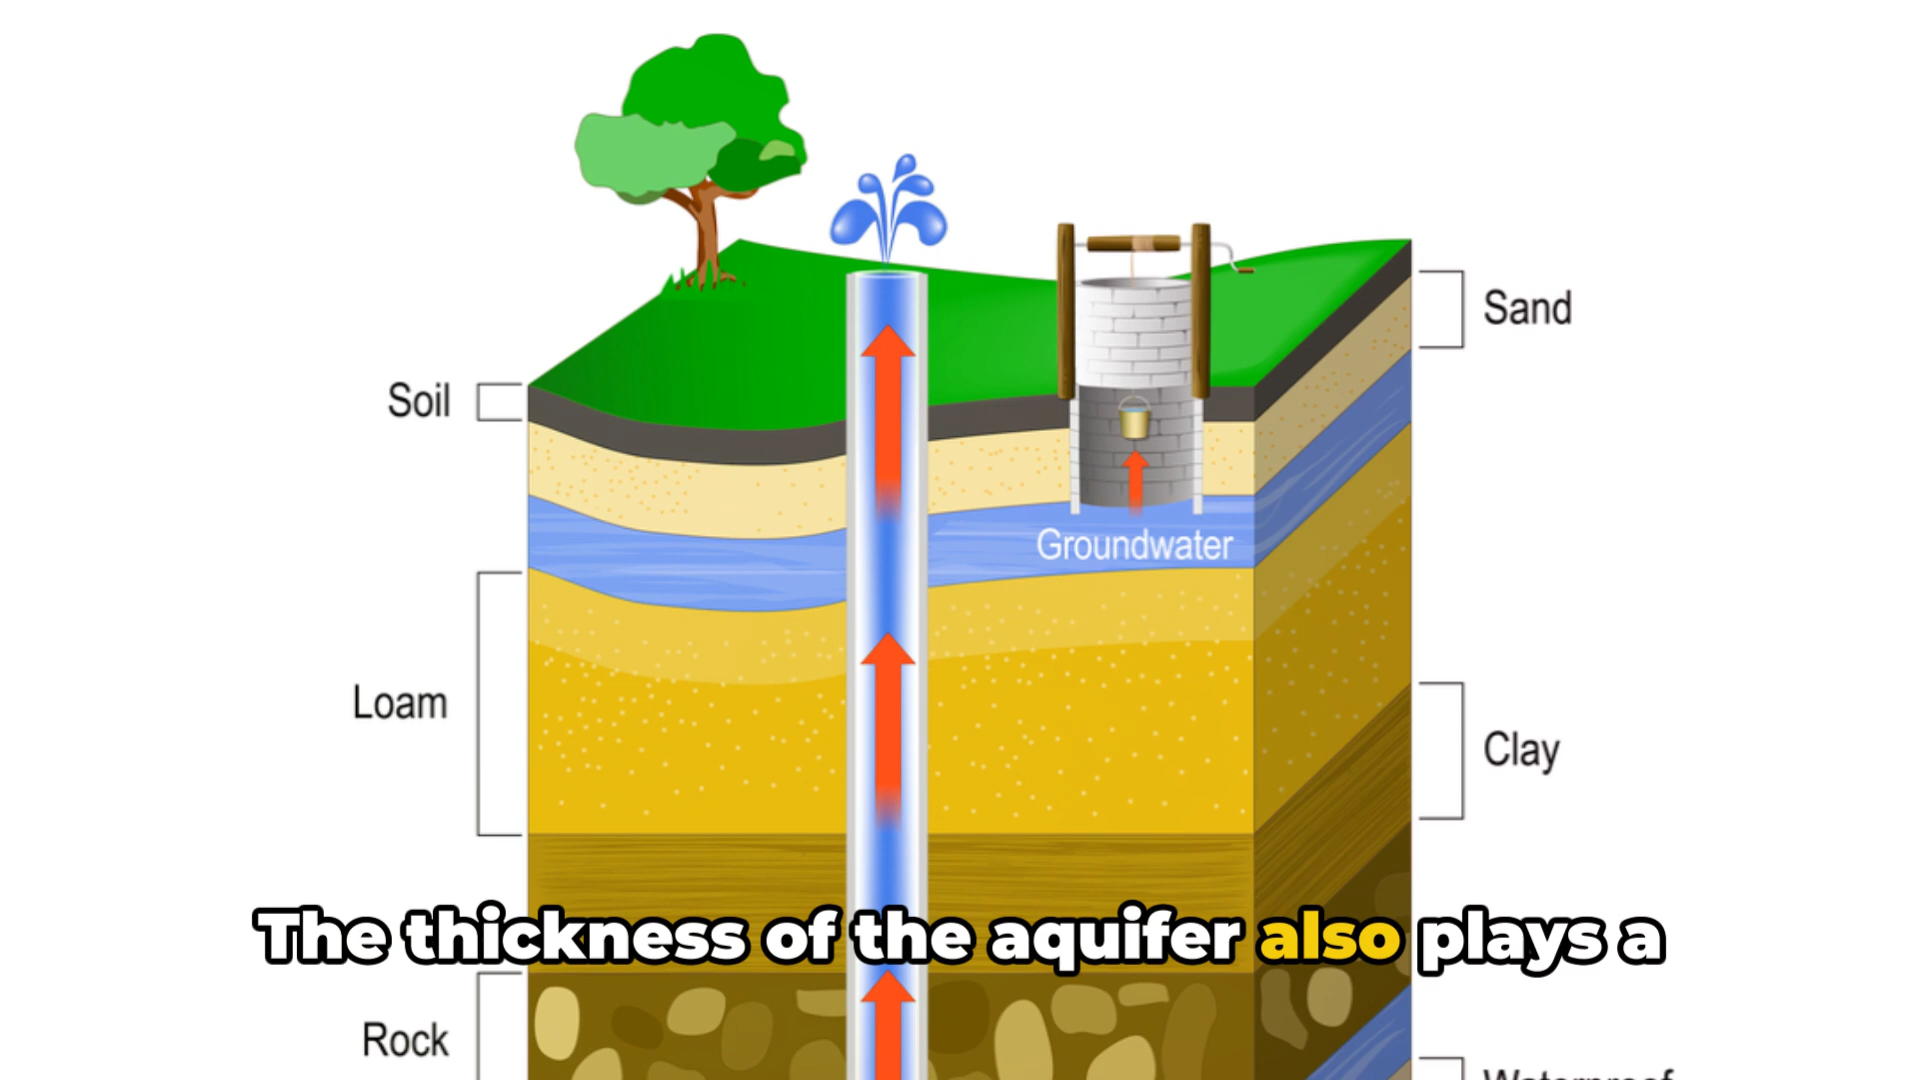 Sand
Soil
Groundwater
Loam
Clay
The thickness of the aquifer also plays a
Rock